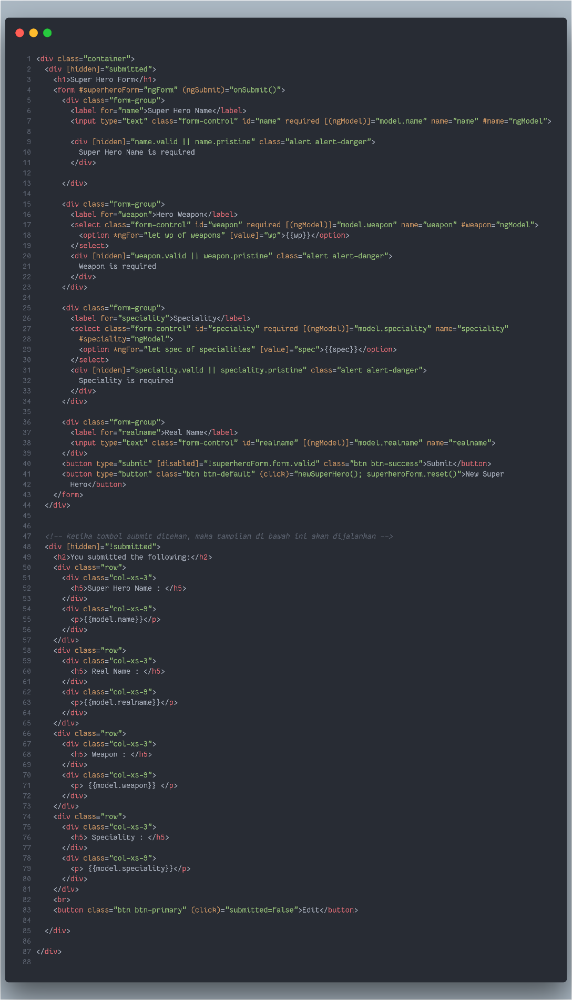 1 <div class="container">
2   <div [hidden]="submitted">
3     <h1>Super Hero Form</h1>
4     <form #superheroForm="ngForm" (ngSubmit)="onSubmit()">
5       <div class="form-group">
6         <label for="name">Super Hero Name</label>
7         <input type="text" class="form-control" id="name" required [(ngModel)]="model.name" name="name" #name="ngModel">
8
9         <div [hidden]="name.valid || name.pristine" class="alert alert-danger">
10           Super Hero Name is required
11         </div>
12
13       </div>
14
15       <div class="form-group">
16         <label for="weapon">Hero Weapon</label>
17         <select class="form-control" id="weapon" required [(ngModel)]="model.weapon" name="weapon" #weapon="ngModel">
18           <option *ngFor="let wp of weapons" [value]="wp">{{wp}}</option>
19         </select>
20         <div [hidden]="weapon.valid || weapon.pristine" class="alert alert-danger">
21           Weapon is required
22         </div>
23       </div>
24
25       <div class="form-group">
26         <label for="speciality">Speciality</label>
27         <select class="form-control" id="speciality" required [(ngModel)]="model.speciality" name="speciality"
28           #speciality="ngModel">
29           <option *ngFor="let spec of specialities" [value]="spec">{{spec}}</option>
30         </select>
31         <div [hidden]="speciality.valid || speciality.pristine" class="alert alert-danger">
32           Speciality is required
33         </div>
34       </div>
35
36       <div class="form-group">
37         <label for="realname">Real Name</label>
38         <input type="text" class="form-control" id="realname" [(ngModel)]="model.realname" name="realname">
39       </div>
40       <button type="submit" [disabled]="!superheroForm.form.valid" class="btn btn-success">Submit</button>
41       <button type="button" class="btn btn-default" (click)="newSuperHero(); superheroForm.reset()">New Super
42         Hero</button>
43     </form>
44   </div>
45
46
47   <!-- Ketika tombol submit ditekan, maka tampilan di bawah ini akan dijalankan -->
48   <div [hidden]="!submitted">
49     <h2>You submitted the following:</h2>
50     <div class="row">
51       <div class="col-xs-3">
52         <h5>Super Hero Name : </h5>
53       </div>
54       <div class="col-xs-9">
55         <p>{{model.name}}</p>
56       </div>
57     </div>
58     <div class="row">
59       <div class="col-xs-3">
60         <h5> Real Name : </h5>
61       </div>
62       <div class="col-xs-9">
63         <p>{{model.realname}}</p>
64       </div>
65     </div>
66     <div class="row">
67       <div class="col-xs-3">
68         <h5> Weapon : </h5>
69       </div>
70       <div class="col-xs-9">
71         <p> {{model.weapon}} </p>
72       </div>
73     </div>
74     <div class="row">
75       <div class="col-xs-3">
76         <h5> Speciality : </h5>
77       </div>
78       <div class="col-xs-9">
79         <p> {{model.speciality}}</p>
80       </div>
81     </div>
82     <br>
83     <button class="btn btn-primary" (click)="submitted=false">Edit</button>
84
85   </div>
86
87 </div>
88